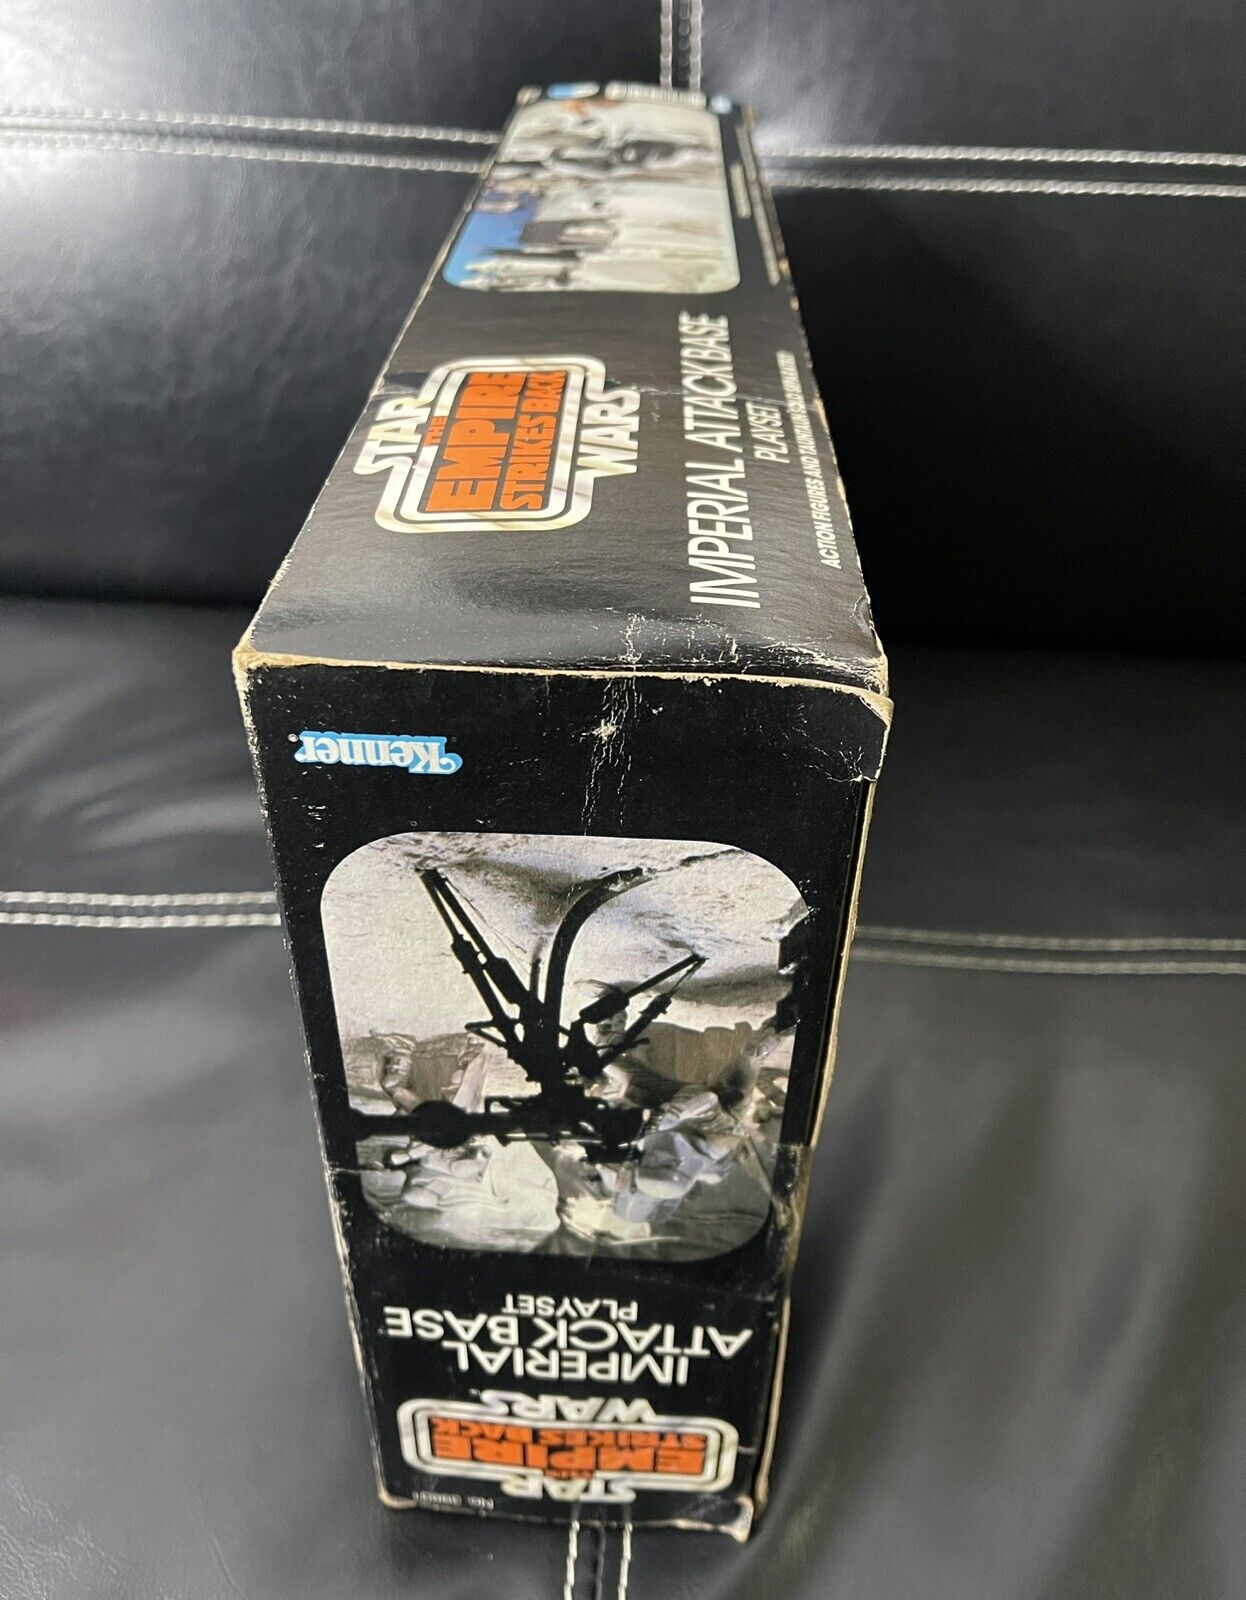 STAR
THE
EMPIRE
STRIKES BACK
WARS
IMPERIAL ATTACK BASE
PLAYSET
Kenner
IMPERIAL
ATTACK BASE
PLAYSET
STAR
THE
EMPIRE
STRIKES BACK
WARS™